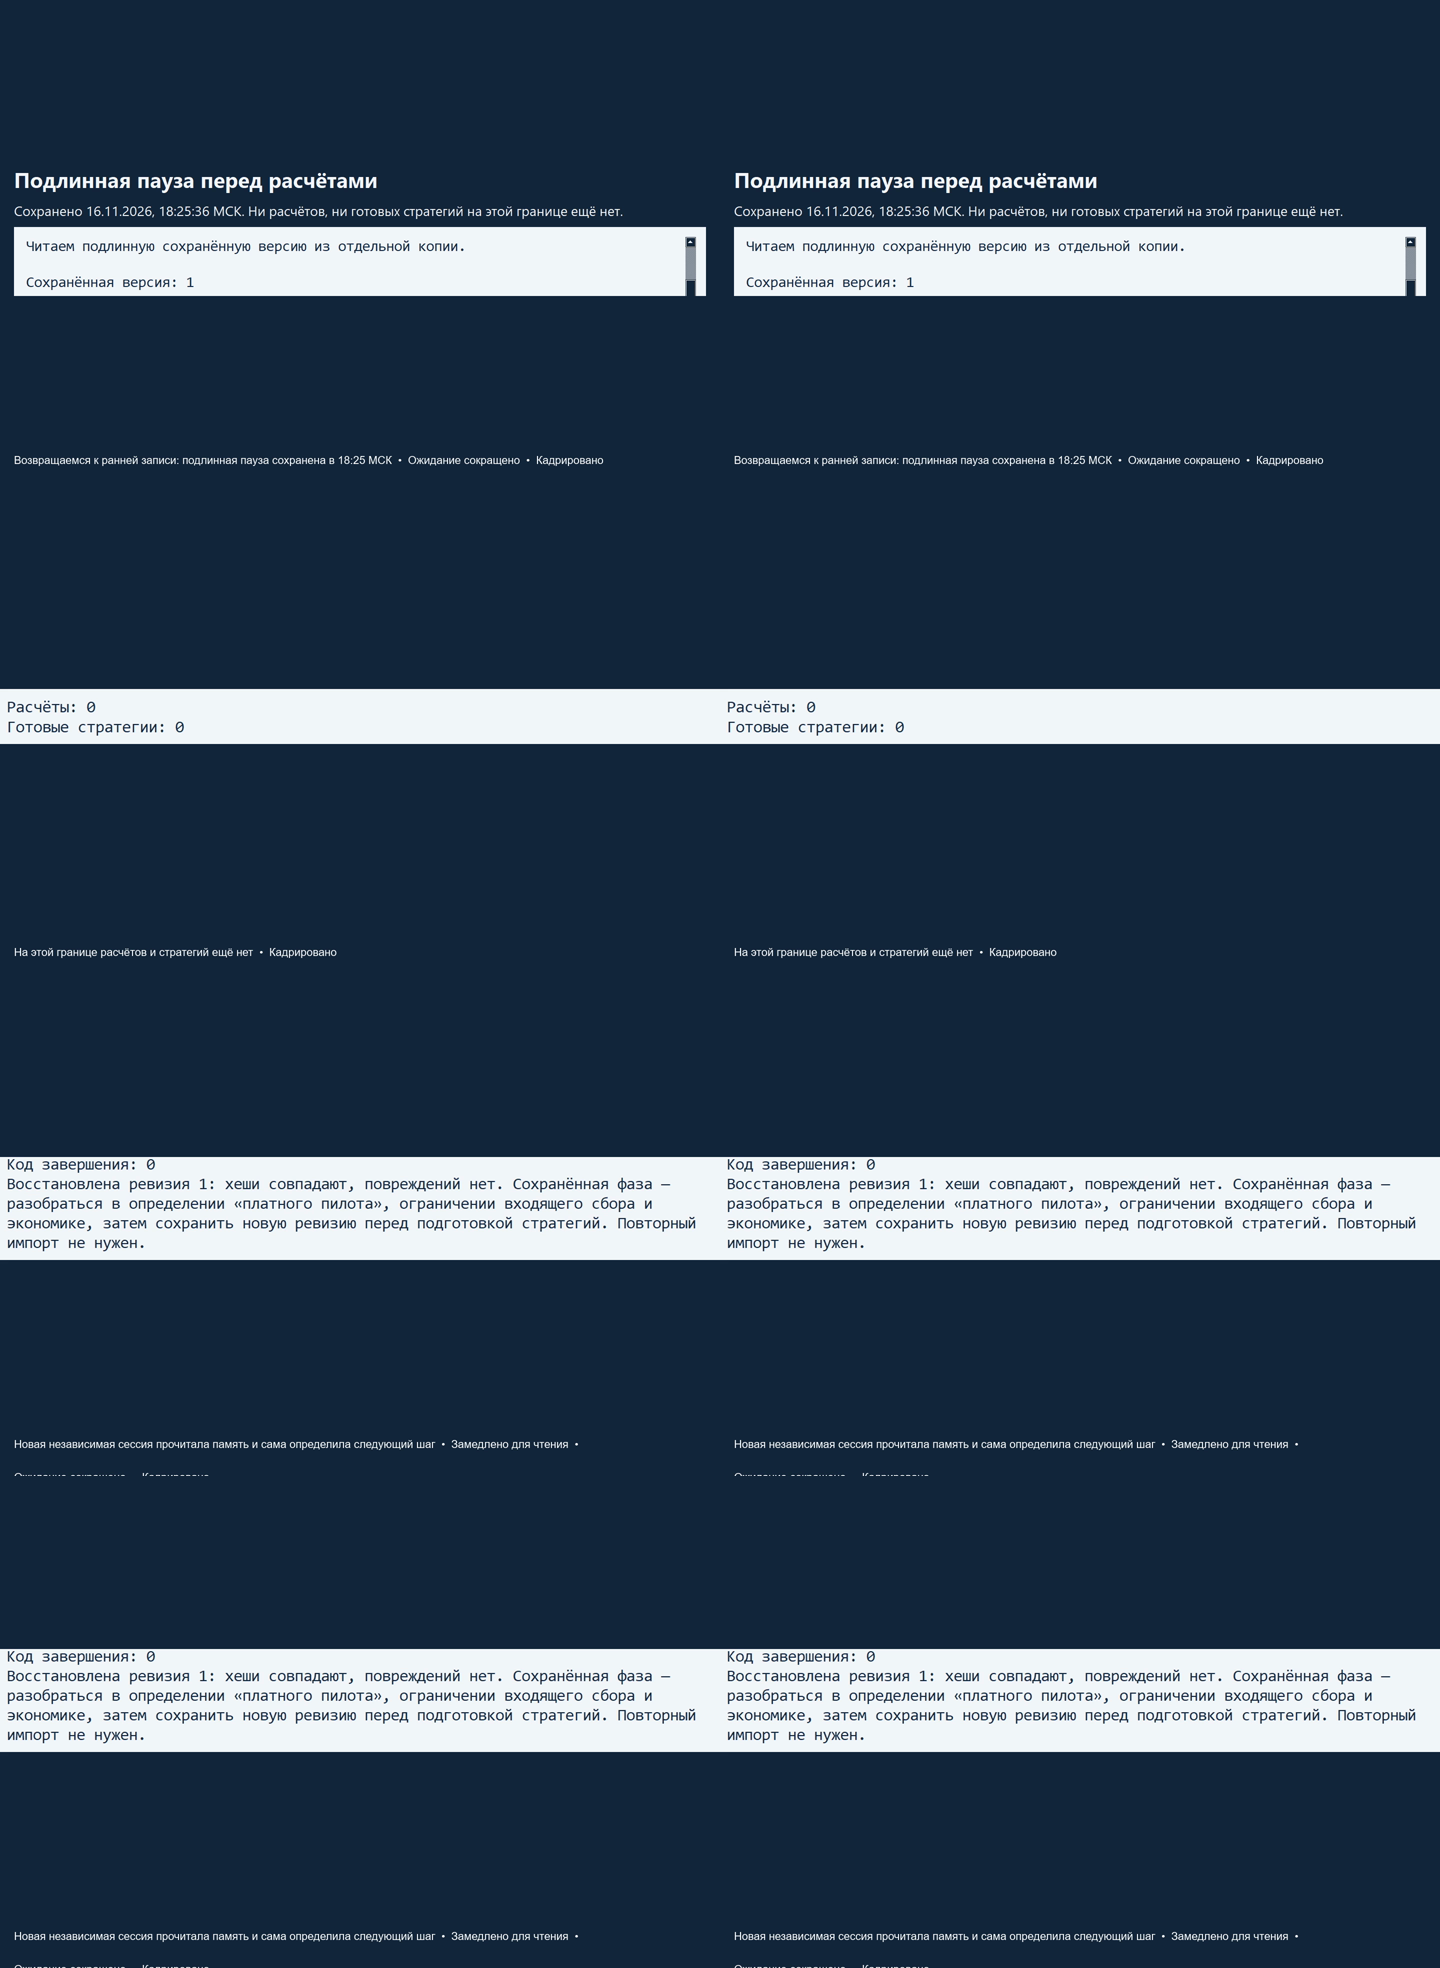 Подлинная пауза перед расчётами
Сохранено 16.11.2026, 18:25:36 МСК. Ни расчётов, ни готовых стратегий на этой границе ещё нет.
Читаем подлинную сохранённую версию из отдельной копии.
Сохранённая версия: 1
Возвращаемся к ранней записи: подлинная пауза сохранена в 18:25 МСК • Ожидание сокращено • Кадрировано
Подлинная пауза перед расчётами
Сохранено 16.11.2026, 18:25:36 МСК. Ни расчётов, ни готовых стратегий на этой границе ещё нет.
Читаем подлинную сохранённую версию из отдельной копии.
Сохранённая версия: 1
Возвращаемся к ранней записи: подлинная пауза сохранена в 18:25 МСК • Ожидание сокращено • Кадрировано
Расчёты: 0
Готовые стратегии: 0
На этой границе расчётов и стратегий ещё нет • Кадрировано
Расчёты: 0
Готовые стратегии: 0
На этой границе расчётов и стратегий ещё нет • Кадрировано
Код завершения: 0
Восстановлена ревизия 1: хеши совпадают, повреждений нет. Сохранённая фаза —
разобраться в определении «платного пилота», ограничении входящего сбора и
экономике, затем сохранить новую ревизию перед подготовкой стратегий. Повторный
импорт не нужен.
Новая независимая сессия прочитала память и сама определила следующий шаг • Замедлено для чтения •
Код завершения: 0
Восстановлена ревизия 1: хеши совпадают, повреждений нет. Сохранённая фаза —
разобраться в определении «платного пилота», ограничении входящего сбора и
экономике, затем сохранить новую ревизию перед подготовкой стратегий. Повторный
импорт не нужен.
Новая независимая сессия прочитала память и сама определила следующий шаг • Замедлено для чтения •
Код завершения: 0
Восстановлена ревизия 1: хеши совпадают, повреждений нет. Сохранённая фаза —
разобраться в определении «платного пилота», ограничении входящего сбора и
экономике, затем сохранить новую ревизию перед подготовкой стратегий. Повторный
импорт не нужен.
Новая независимая сессия прочитала память и сама определила следующий шаг • Замедлено для чтения •
Код завершения: 0
Восстановлена ревизия 1: хеши совпадают, повреждений нет. Сохранённая фаза —
разобраться в определении «платного пилота», ограничении входящего сбора и
экономике, затем сохранить новую ревизию перед подготовкой стратегий. Повторный
импорт не нужен.
Новая независимая сессия прочитала память и сама определила следующий шаг • Замедлено для чтения •